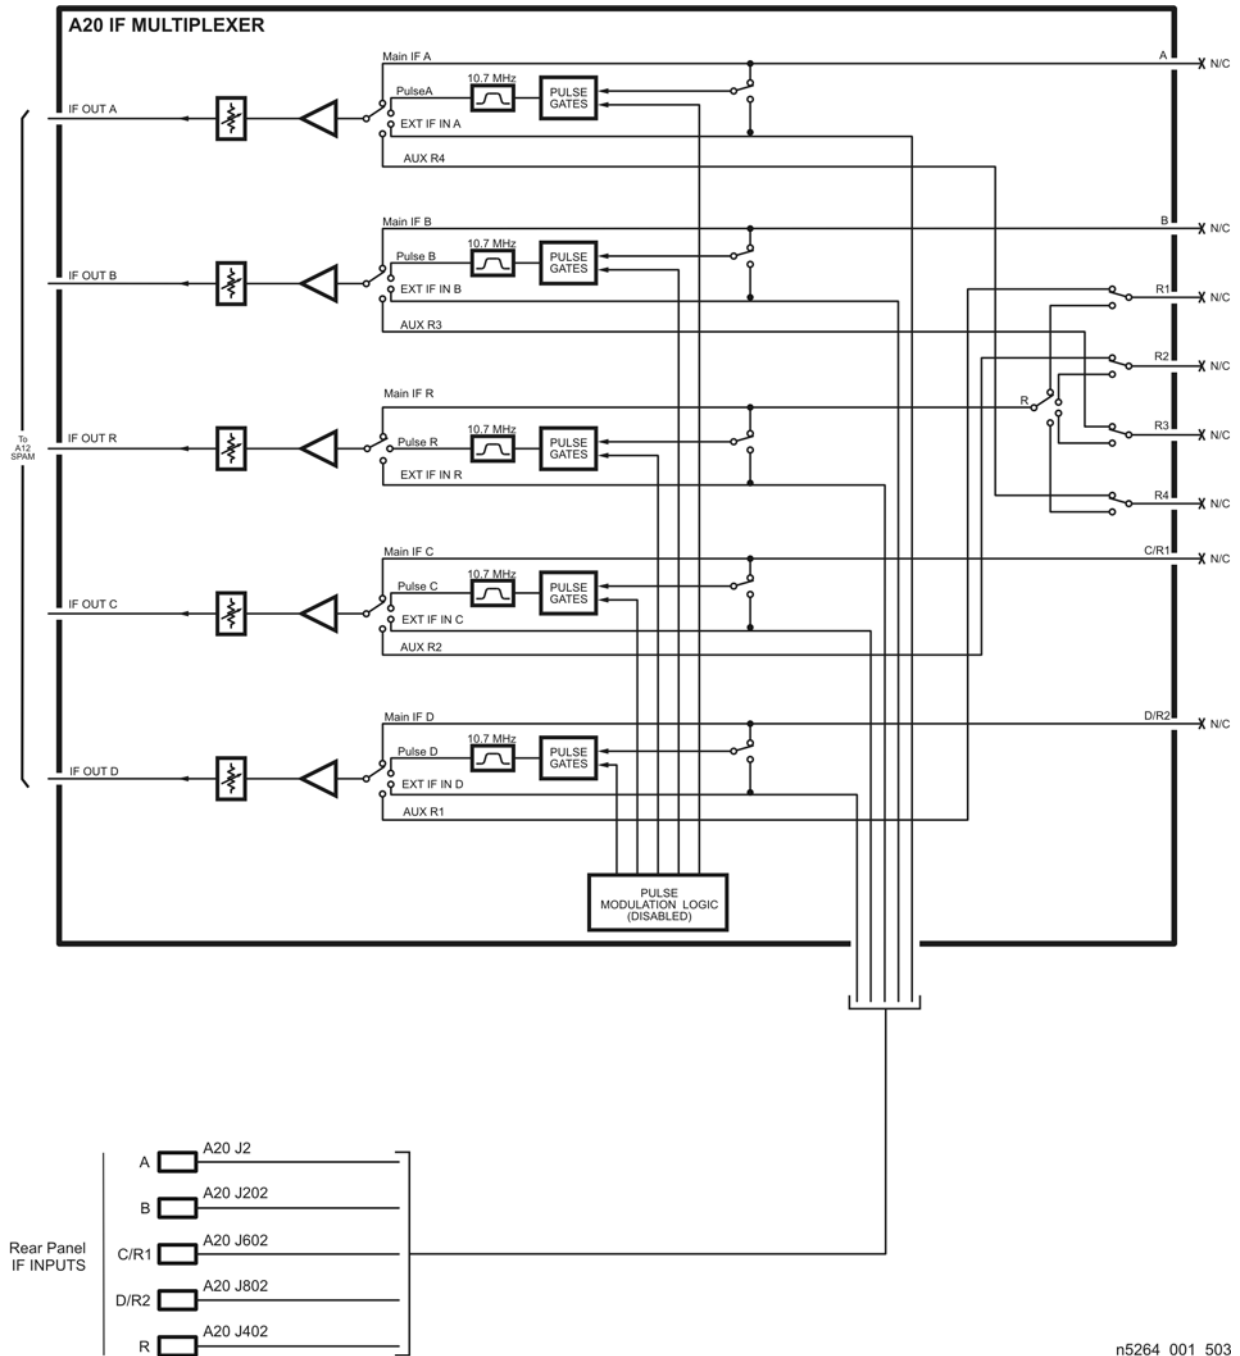 A20 IF MULTIPLEXER
Main IF A
A
N/C
10.7 MHz
PulseA
PULSE
GATES
IF OUT A
EXT IF IN A
AUX R4
Main IF B
B
N/C
10.7 MHz
Pulse B
PULSE
GATES
IF OUT B
EXT IF IN B
R1
N/C
AUX R3
R2
N/C
Main IF R
R
10.7 MHz
R3
N/C
To
A12
SPAM
IF OUT R
Pulse R
PULSE
GATES
EXT IF IN R
R4
N/C
Main IF C
C/R1
N/C
10.7 MHz
Pulse C
PULSE
GATES
IF OUT C
EXT IF IN C
AUX R2
Main IF D
D/R2
N/C
10.7 MHz
Pulse D
PULSE
GATES
IF OUT D
EXT IF IN D
AUX R1
PULSE
MODULATION LOGIC
(DISABLED)
Rear Panel
IF INPUTS
A A20 J2
B A20 J202
C/R1 A20 J602
D/R2 A20 J802
R A20 J402
n5264_001_503